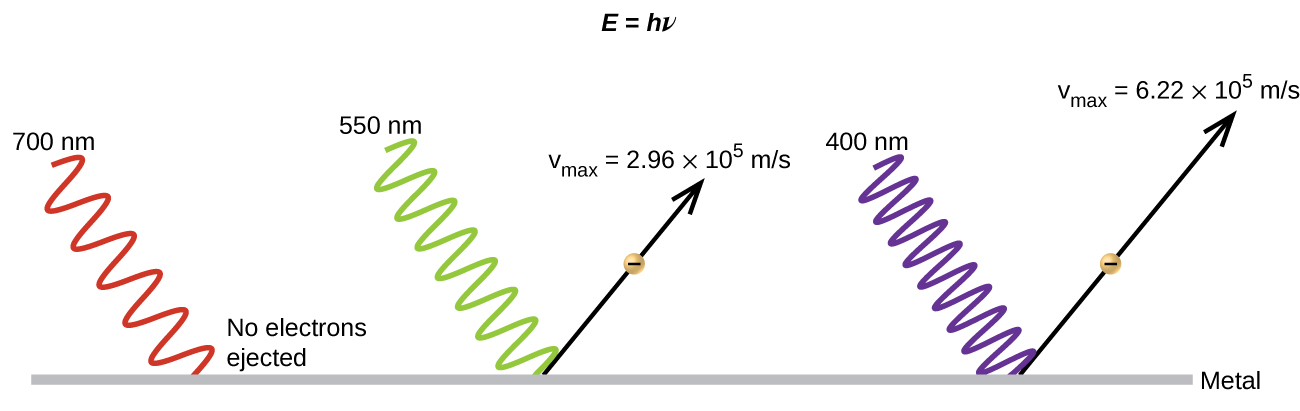 E = hν
700 nm
550 nm
v_max = 2.96 × 10^5 m/s
400 nm
v_max = 6.22 × 10^5 m/s
No electrons
ejected
−
−
Metal